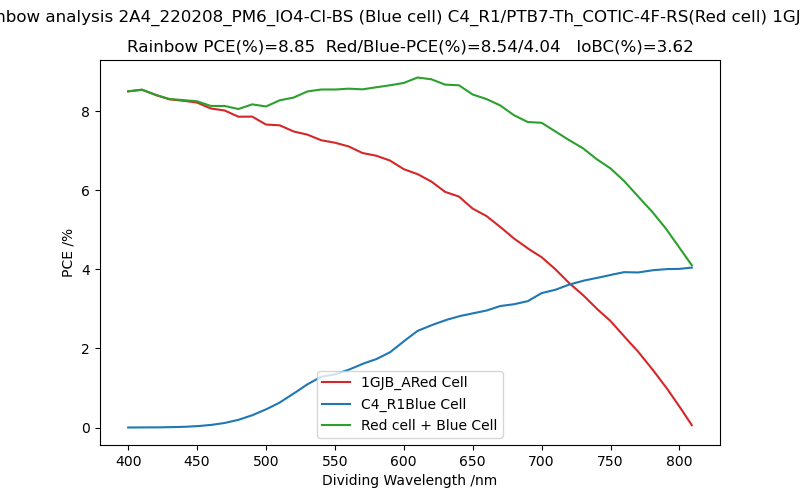 nbow analysis 2A4_220208_PM6_IO4-Cl-BS (Blue cell) C4_R1/PTB7-Th_COTIC-4F-RS(Red cell) 1GJ
Rainbow PCE(%)=8.85 Red/Blue-PCE(%)=8.54/4.04 IoBC(%)=3.62
8
6
4
2
0
PCE /%
1GJB_ARed Cell
C4_R1Blue Cell
Red cell + Blue Cell
400 450 500 550 600 650 700 750 800
Dividing Wavelength /nm